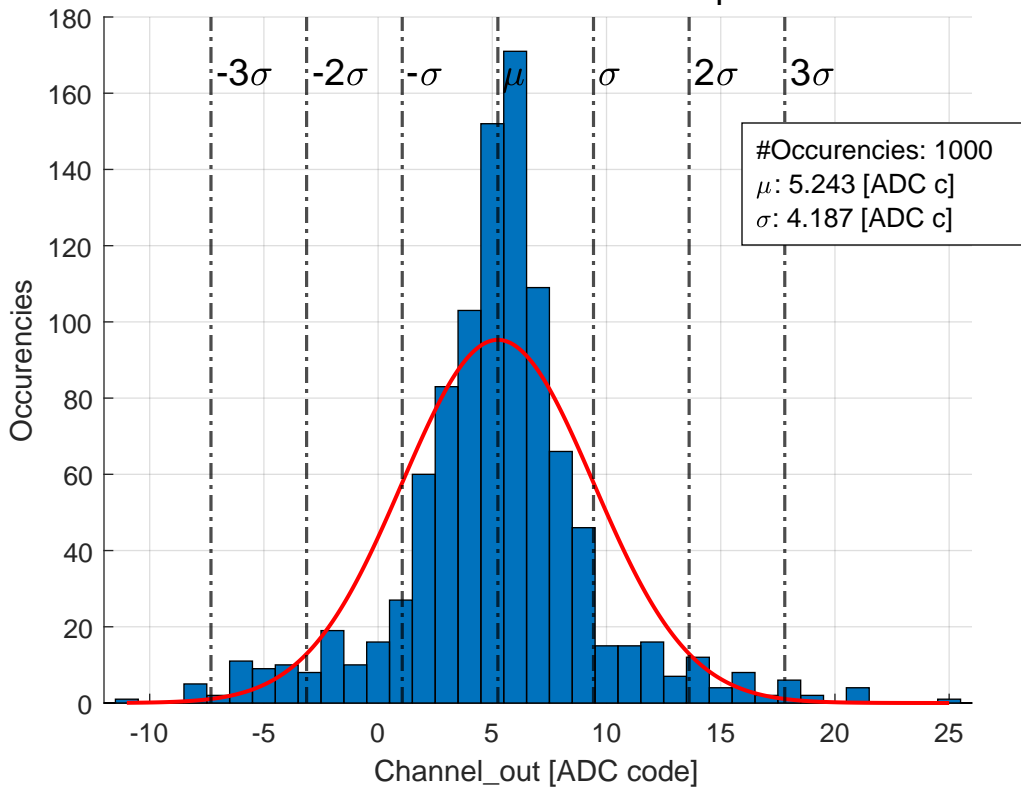 180
160
140
120
100
80
60
40
20
0
Occurencies
-3σ -2σ -σ μ σ 2σ 3σ
#Occurencies: 1000
μ: 5.243 [ADC c]
σ: 4.187 [ADC c]
-10 -5 0 5 10 15 20 25
Channel_out [ADC code]